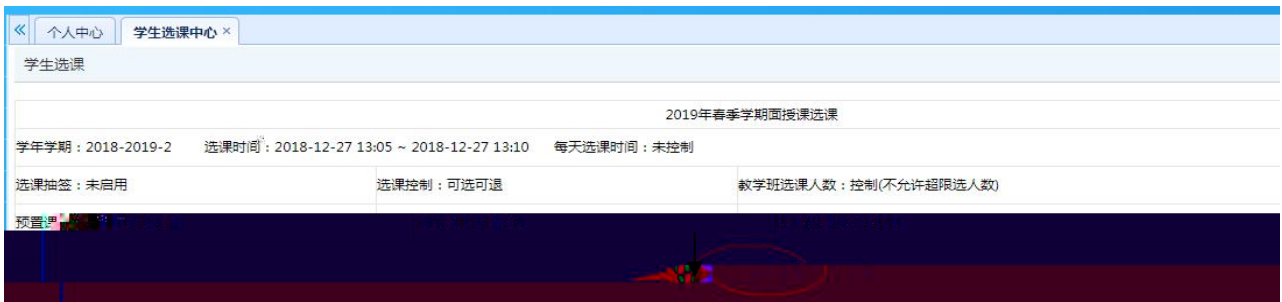 个人中心 学生选课中心 ×
学生选课
2019年春季学期面授课选课
学年学期：2018-2019-2 选课时间：2018-12-27 13:05 ~ 2018-12-27 13:10 每天选课时间：未控制
选课抽签：未启用 选课控制：可选可退 教学班选课人数：控制(不允许超限选人数)
预置课